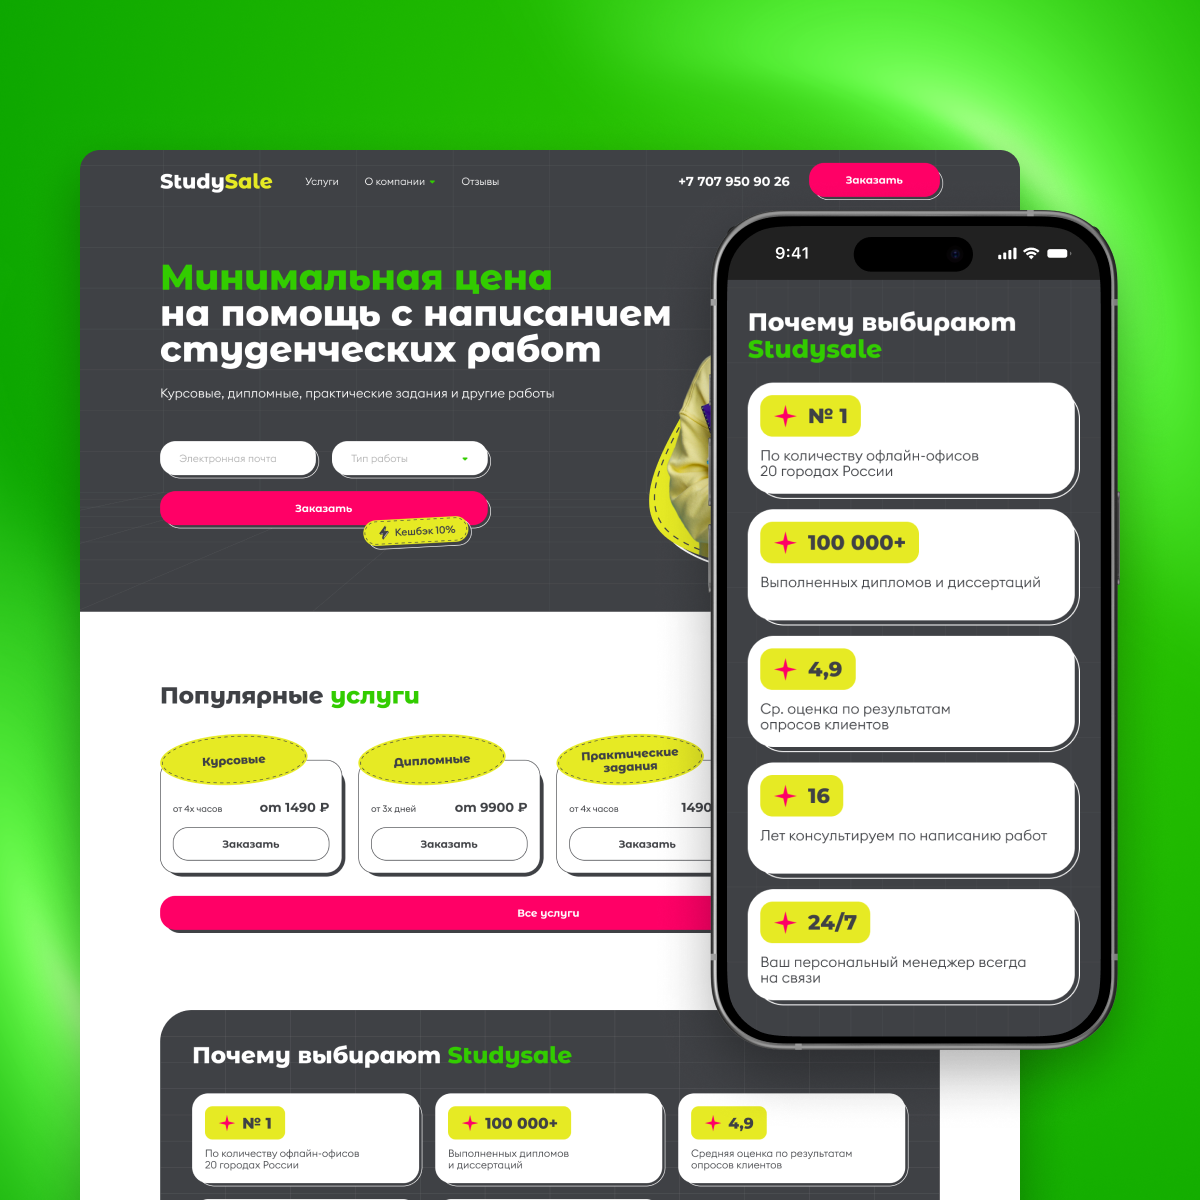 StudySale
Услуги
О компании
Отзывы
+7 707 950 90 26
Заказать
Минимальная цена
на помощь с написанием
студенческих работ
Курсовые, дипломные, практические задания и другие работы
Электронная почта
Тип работы
Заказать
Кешбэк 10%
Популярные услуги
Курсовые
от 4х часов
от 1490 ₽
Заказать
Дипломные
от 3х дней
от 9900 ₽
Заказать
Практические
задания
от 4х часов
1490
Заказать
Все услуги
Почему выбирают Studysale
№ 1
По количеству офлайн-офисов
20 городах России
100 000+
Выполненных дипломов
и диссертаций
4,9
Средняя оценка по результатам
опросов клиентов
9:41
Почему выбирают
Studysale
№ 1
По количеству офлайн-офисов
20 городах России
100 000+
Выполненных дипломов и диссертаций
4,9
Ср. оценка по результатам
опросов клиентов
16
Лет консультируем по написанию работ
24/7
Ваш персональный менеджер всегда
на связи